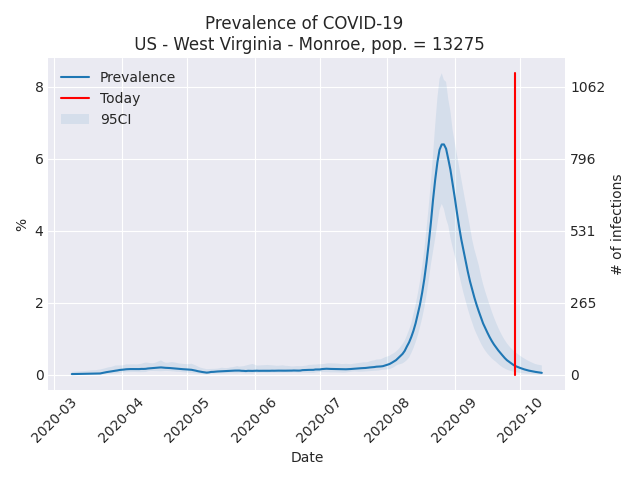 Prevalence of COVID-19
US - West Virginia - Monroe, pop. = 13275
Prevalence
Today
95CI
8
6
4
2
0
%
1062
796
531
265
0
# of infections
2020-03
2020-04
2020-05
2020-06
2020-07
2020-08
2020-09
2020-10
Date